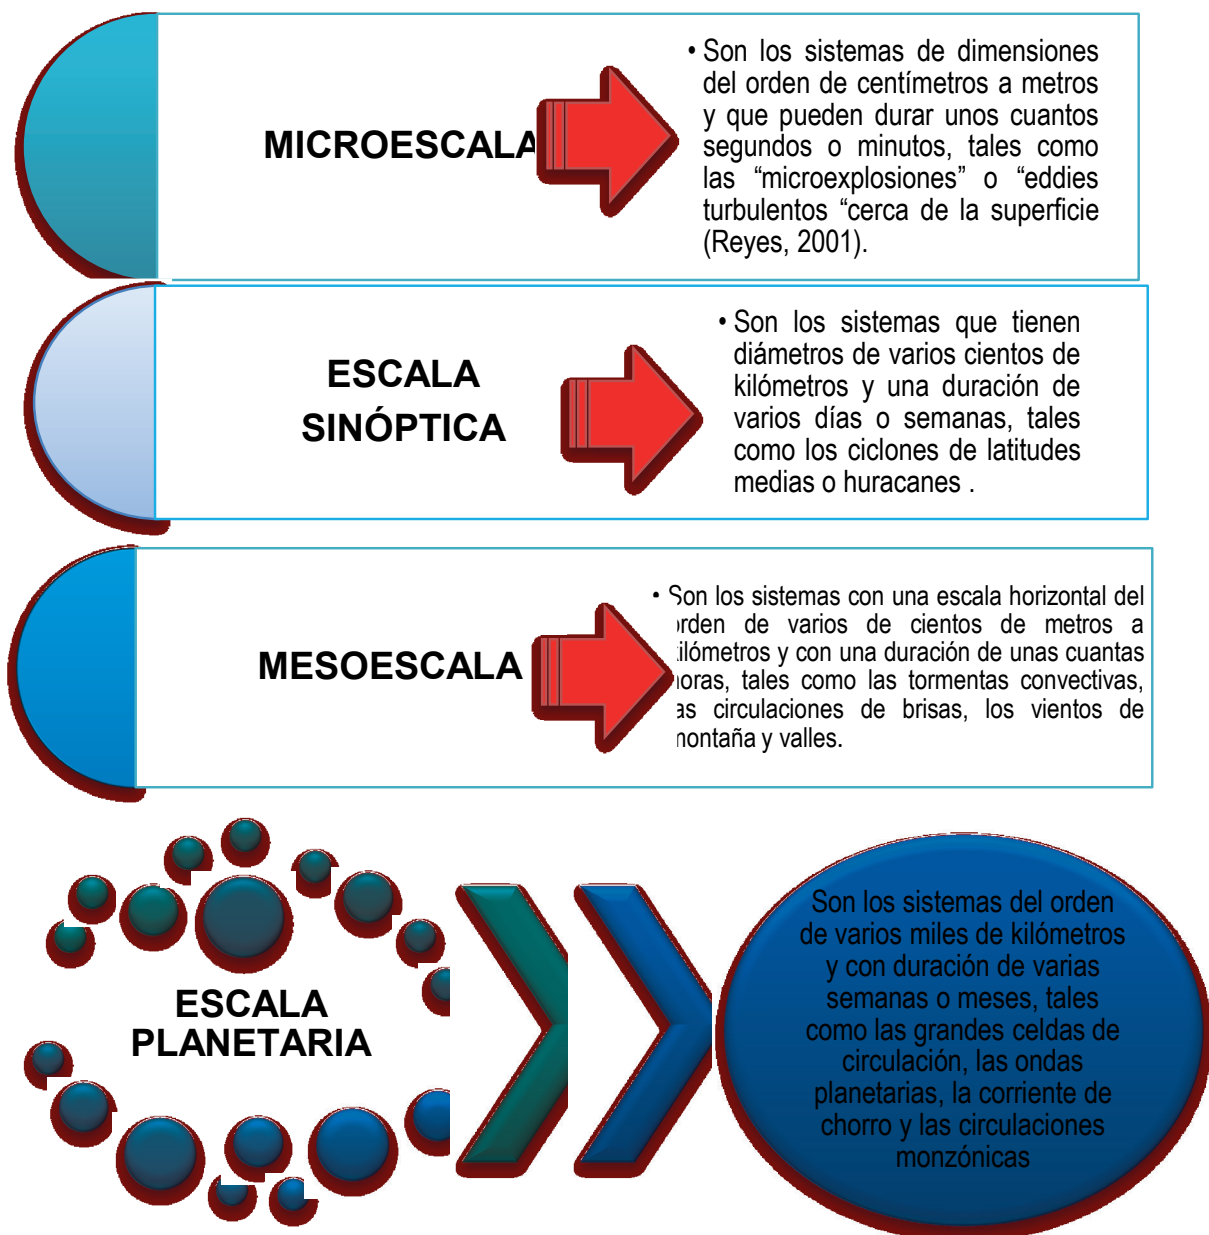 MICROESCALA
• Son los sistemas de dimensiones
del orden de centímetros a metros
y que pueden durar unos cuantos
segundos o minutos, tales como
las “microexplosiones” o “eddies
turbulentos “cerca de la superficie
(Reyes, 2001).
ESCALA
SINÓPTICA
• Son los sistemas que tienen
diámetros de varios cientos de
kilómetros y una duración de
varios días o semanas, tales
como los ciclones de latitudes
medias o huracanes .
MESOESCALA
• Son los sistemas con una escala horizontal del
orden de varios de cientos de metros a
kilómetros y con una duración de unas cuantas
horas, tales como las tormentas convectivas,
las circulaciones de brisas, los vientos de
montaña y valles.
ESCALA
PLANETARIA
Son los sistemas del orden
de varios miles de kilómetros
y con duración de varias
semanas o meses, tales
como las grandes celdas de
circulación, las ondas
planetarias, la corriente de
chorro y las circulaciones
monzónicas